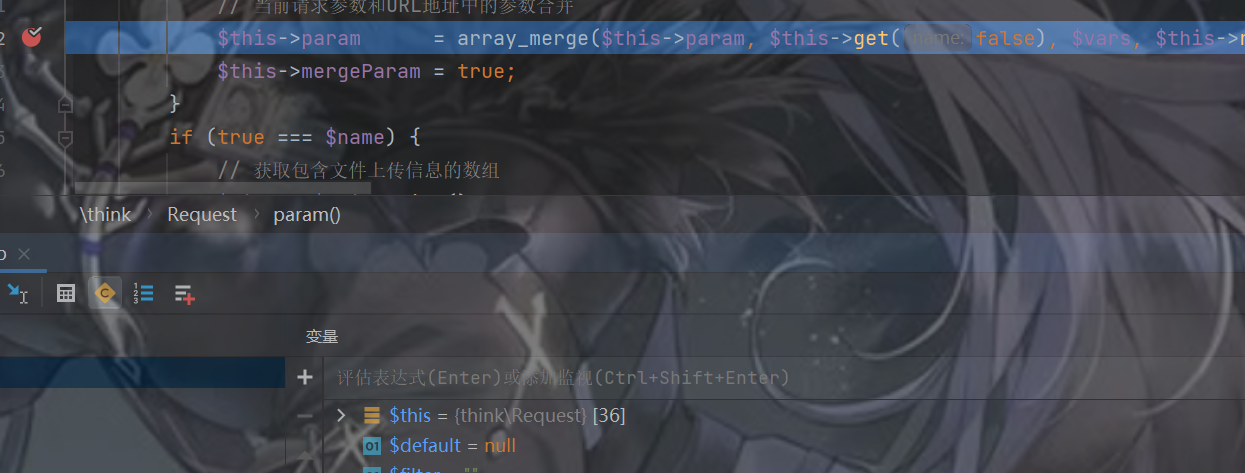 // 当前请求参数和URL地址中的参数合并
2 $this->param = array_merge($this->param, $this->get( name: false), $vars, $this->
$this->mergeParam = true;
4 }
5 if (true === $name) {
6 // 获取包含文件上传信息的数组
\think › Request › param()
变量
评估表达式(Enter)或添加监视(Ctrl+Shift+Enter)
$this = {think\Request} [36]
01 $default = null
$filter = ""